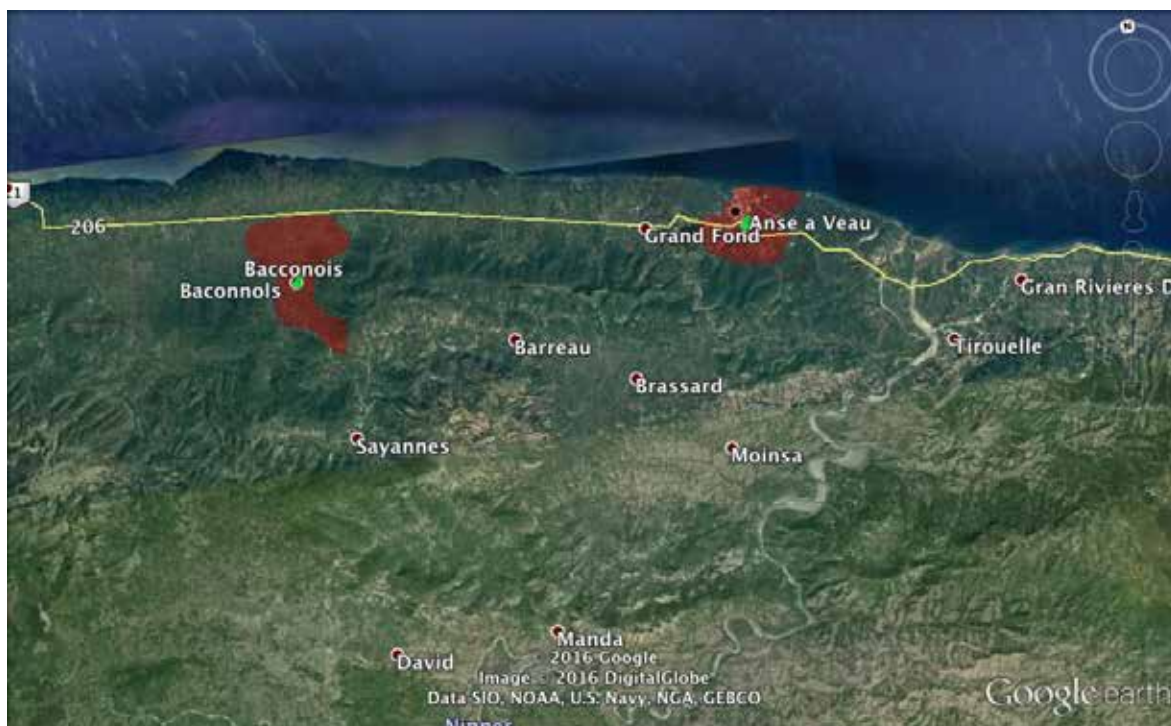 N
1
206
Anse a Veau
Grand Fond
Bacconois
Baconnols
Gran Rivieres D
Barreau
Tirouelle
Brassard
Sayannes
Moinsa
Manda
David
© 2016 Google
Image © 2016 DigitalGlobe
Data SIO, NOAA, U.S. Navy, NGA, GEBCO
Google earth